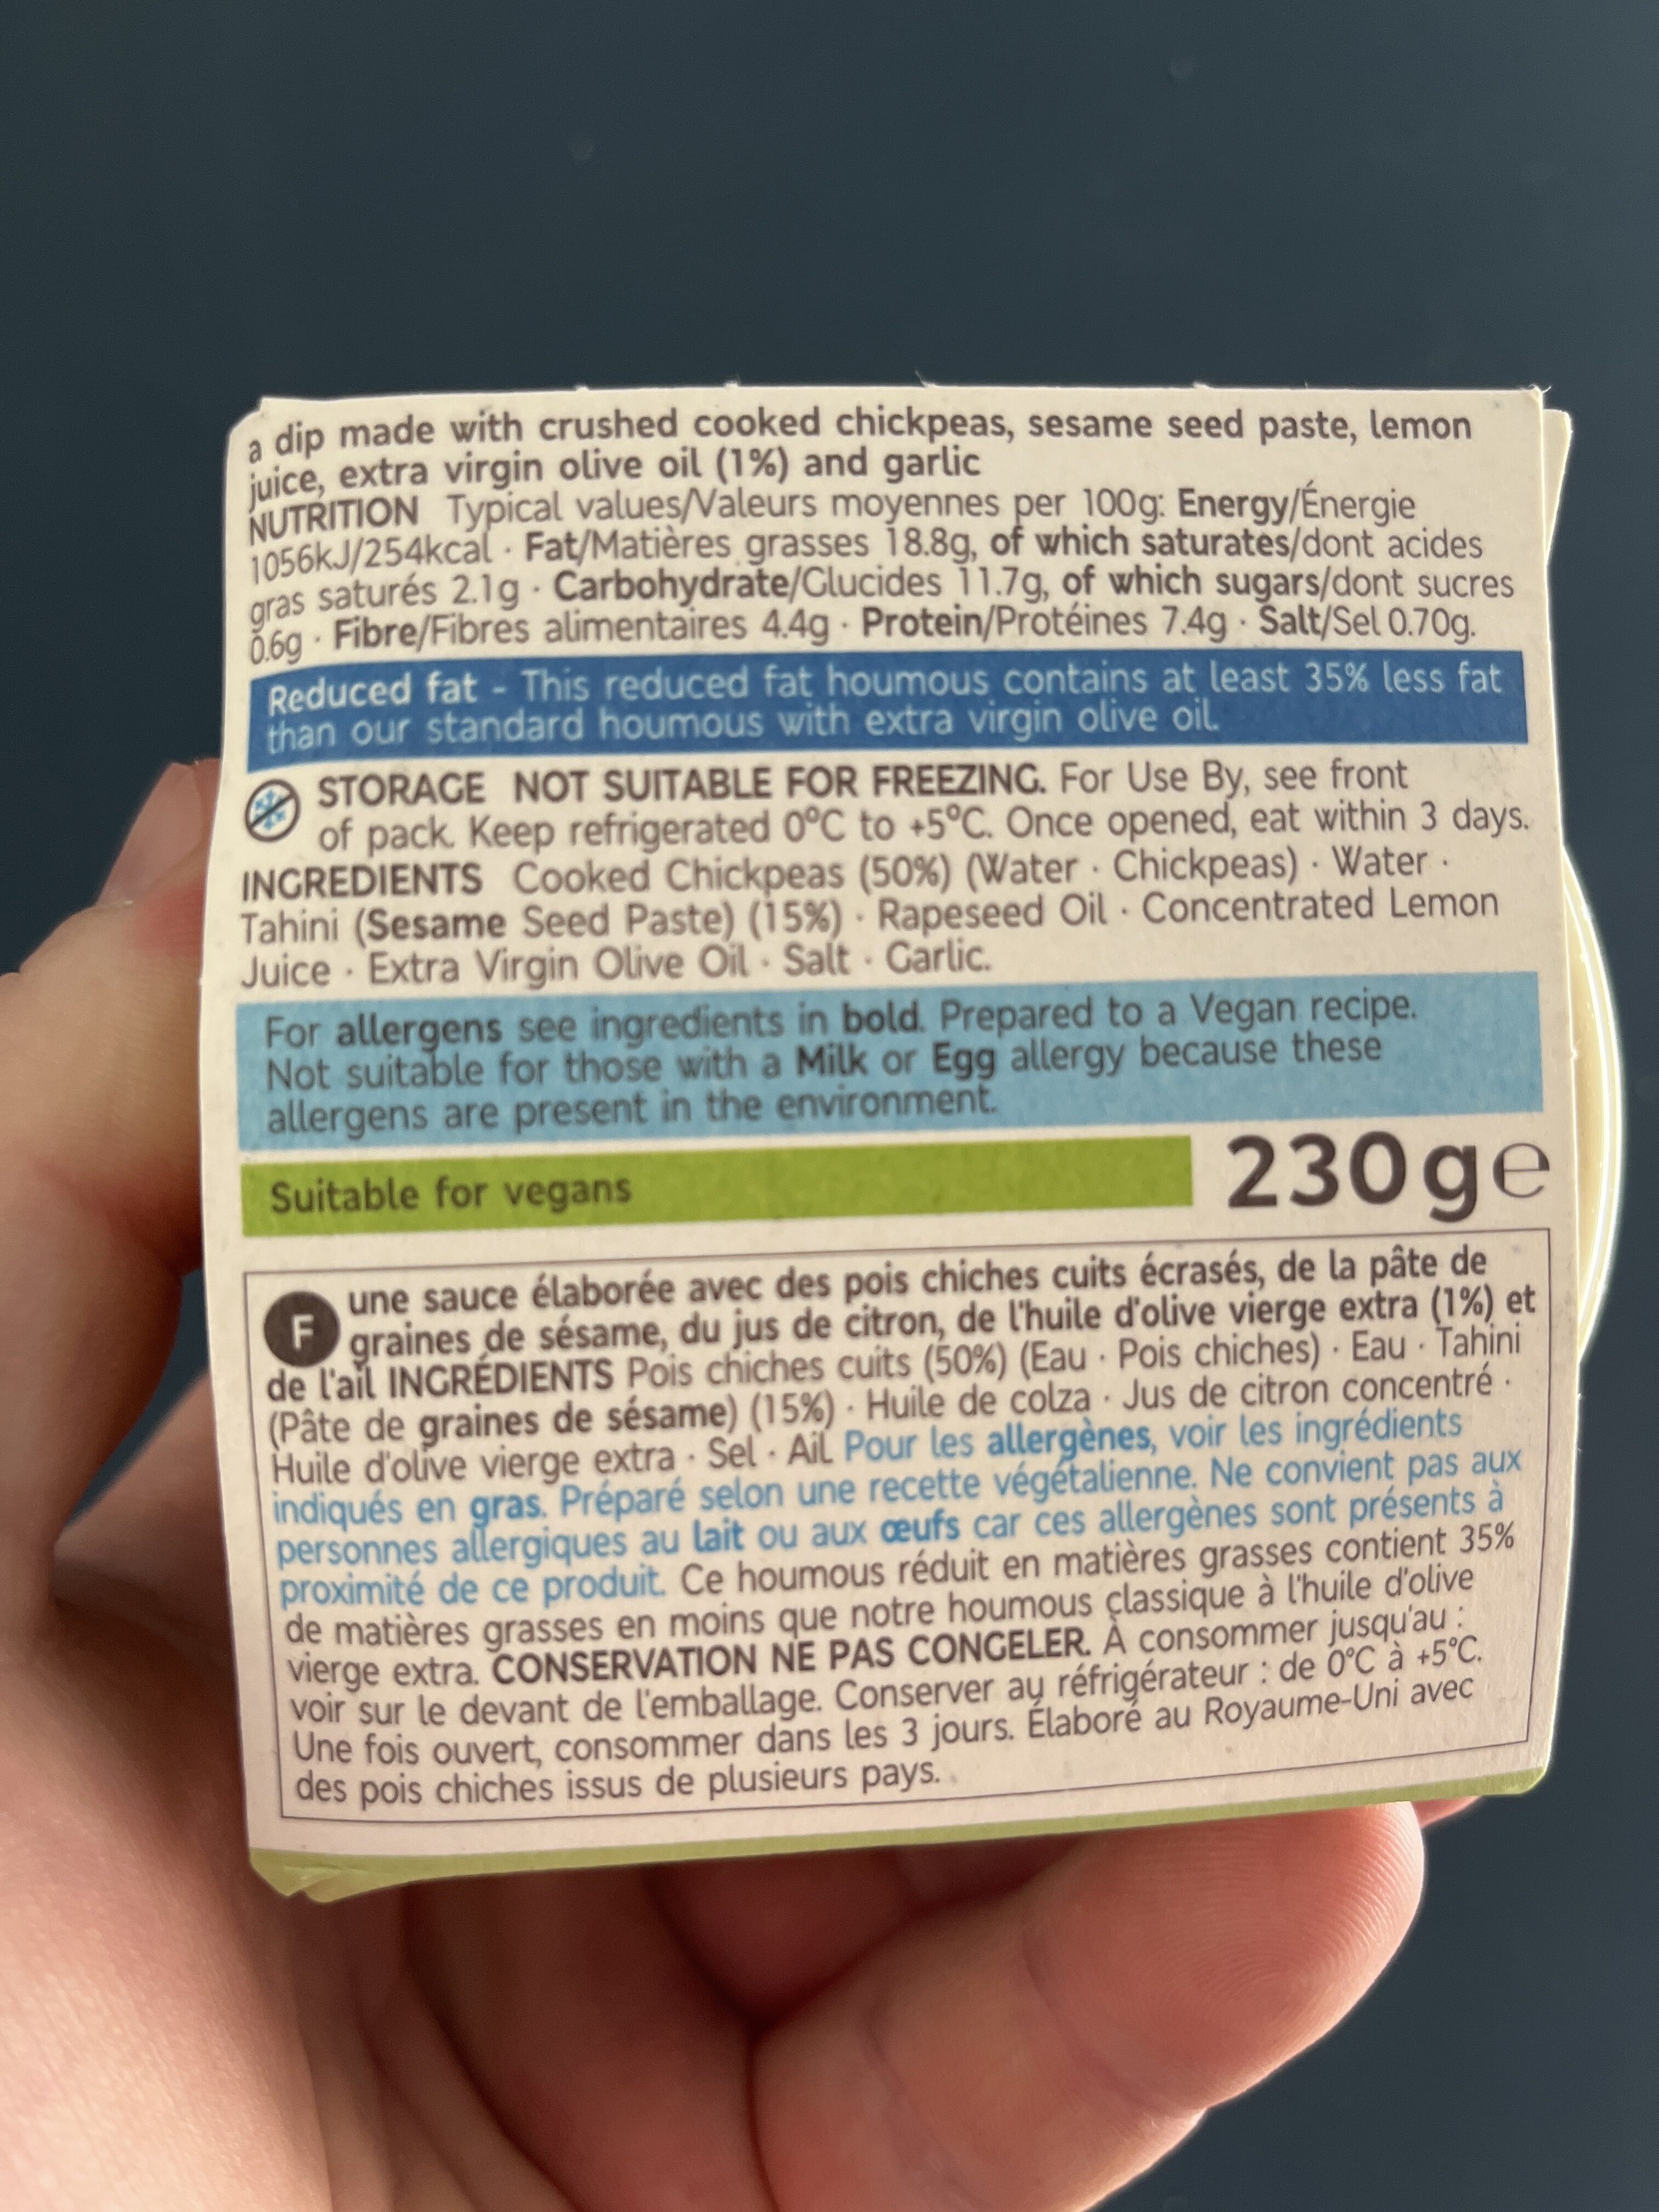 a dip made with crushed cooked chickpeas, sesame seed paste, lemon
juice, extra virgin olive oil (1%) and garlic
NUTRITION Typical values/Valeurs moyennes per 100g: Energy/Énergie
1056kJ/254kcal · Fat/Matières grasses 18.8g, of which saturates/dont acides
gras saturés 2.1g · Carbohydrate/Glucides 11.7g, of which sugars/dont sucres
0.6g · Fibre/Fibres alimentaires 4.4g · Protein/Protéines 7.4g · Salt/Sel 0.70g.
Reduced fat - This reduced fat houmous contains at least 35% less fat
than our standard houmous with extra virgin olive oil.
STORAGE NOT SUITABLE FOR FREEZING. For Use By, see front
of pack. Keep refrigerated 0°C to +5°C. Once opened, eat within 3 days.
INGREDIENTS Cooked Chickpeas (50%) (Water · Chickpeas) · Water ·
Tahini (Sesame Seed Paste) (15%) · Rapeseed Oil · Concentrated Lemon
Juice · Extra Virgin Olive Oil · Salt · Garlic.
For allergens see ingredients in bold. Prepared to a Vegan recipe.
Not suitable for those with a Milk or Egg allergy because these
allergens are present in the environment.
Suitable for vegans
230g℮
F une sauce élaborée avec des pois chiches cuits écrasés, de la pâte de
graines de sésame, du jus de citron, de l'huile d'olive vierge extra (1%) et
de l'ail INGRÉDIENTS Pois chiches cuits (50%) (Eau · Pois chiches) · Eau · Tahini
(Pâte de graines de sésame) (15%) · Huile de colza · Jus de citron concentré ·
Huile d'olive vierge extra · Sel · Ail. Pour les allergènes, voir les ingrédients
indiqués en gras. Préparé selon une recette végétalienne. Ne convient pas aux
personnes allergiques au lait ou aux œufs car ces allergènes sont présents à
proximité de ce produit. Ce houmous réduit en matières grasses contient 35%
de matières grasses en moins que notre houmous classique à l'huile d'olive
vierge extra. CONSERVATION NE PAS CONGELER. À consommer jusqu'au :
voir sur le devant de l'emballage. Conserver au réfrigérateur : de 0°C à +5°C.
Une fois ouvert, consommer dans les 3 jours. Élaboré au Royaume-Uni avec
des pois chiches issus de plusieurs pays.